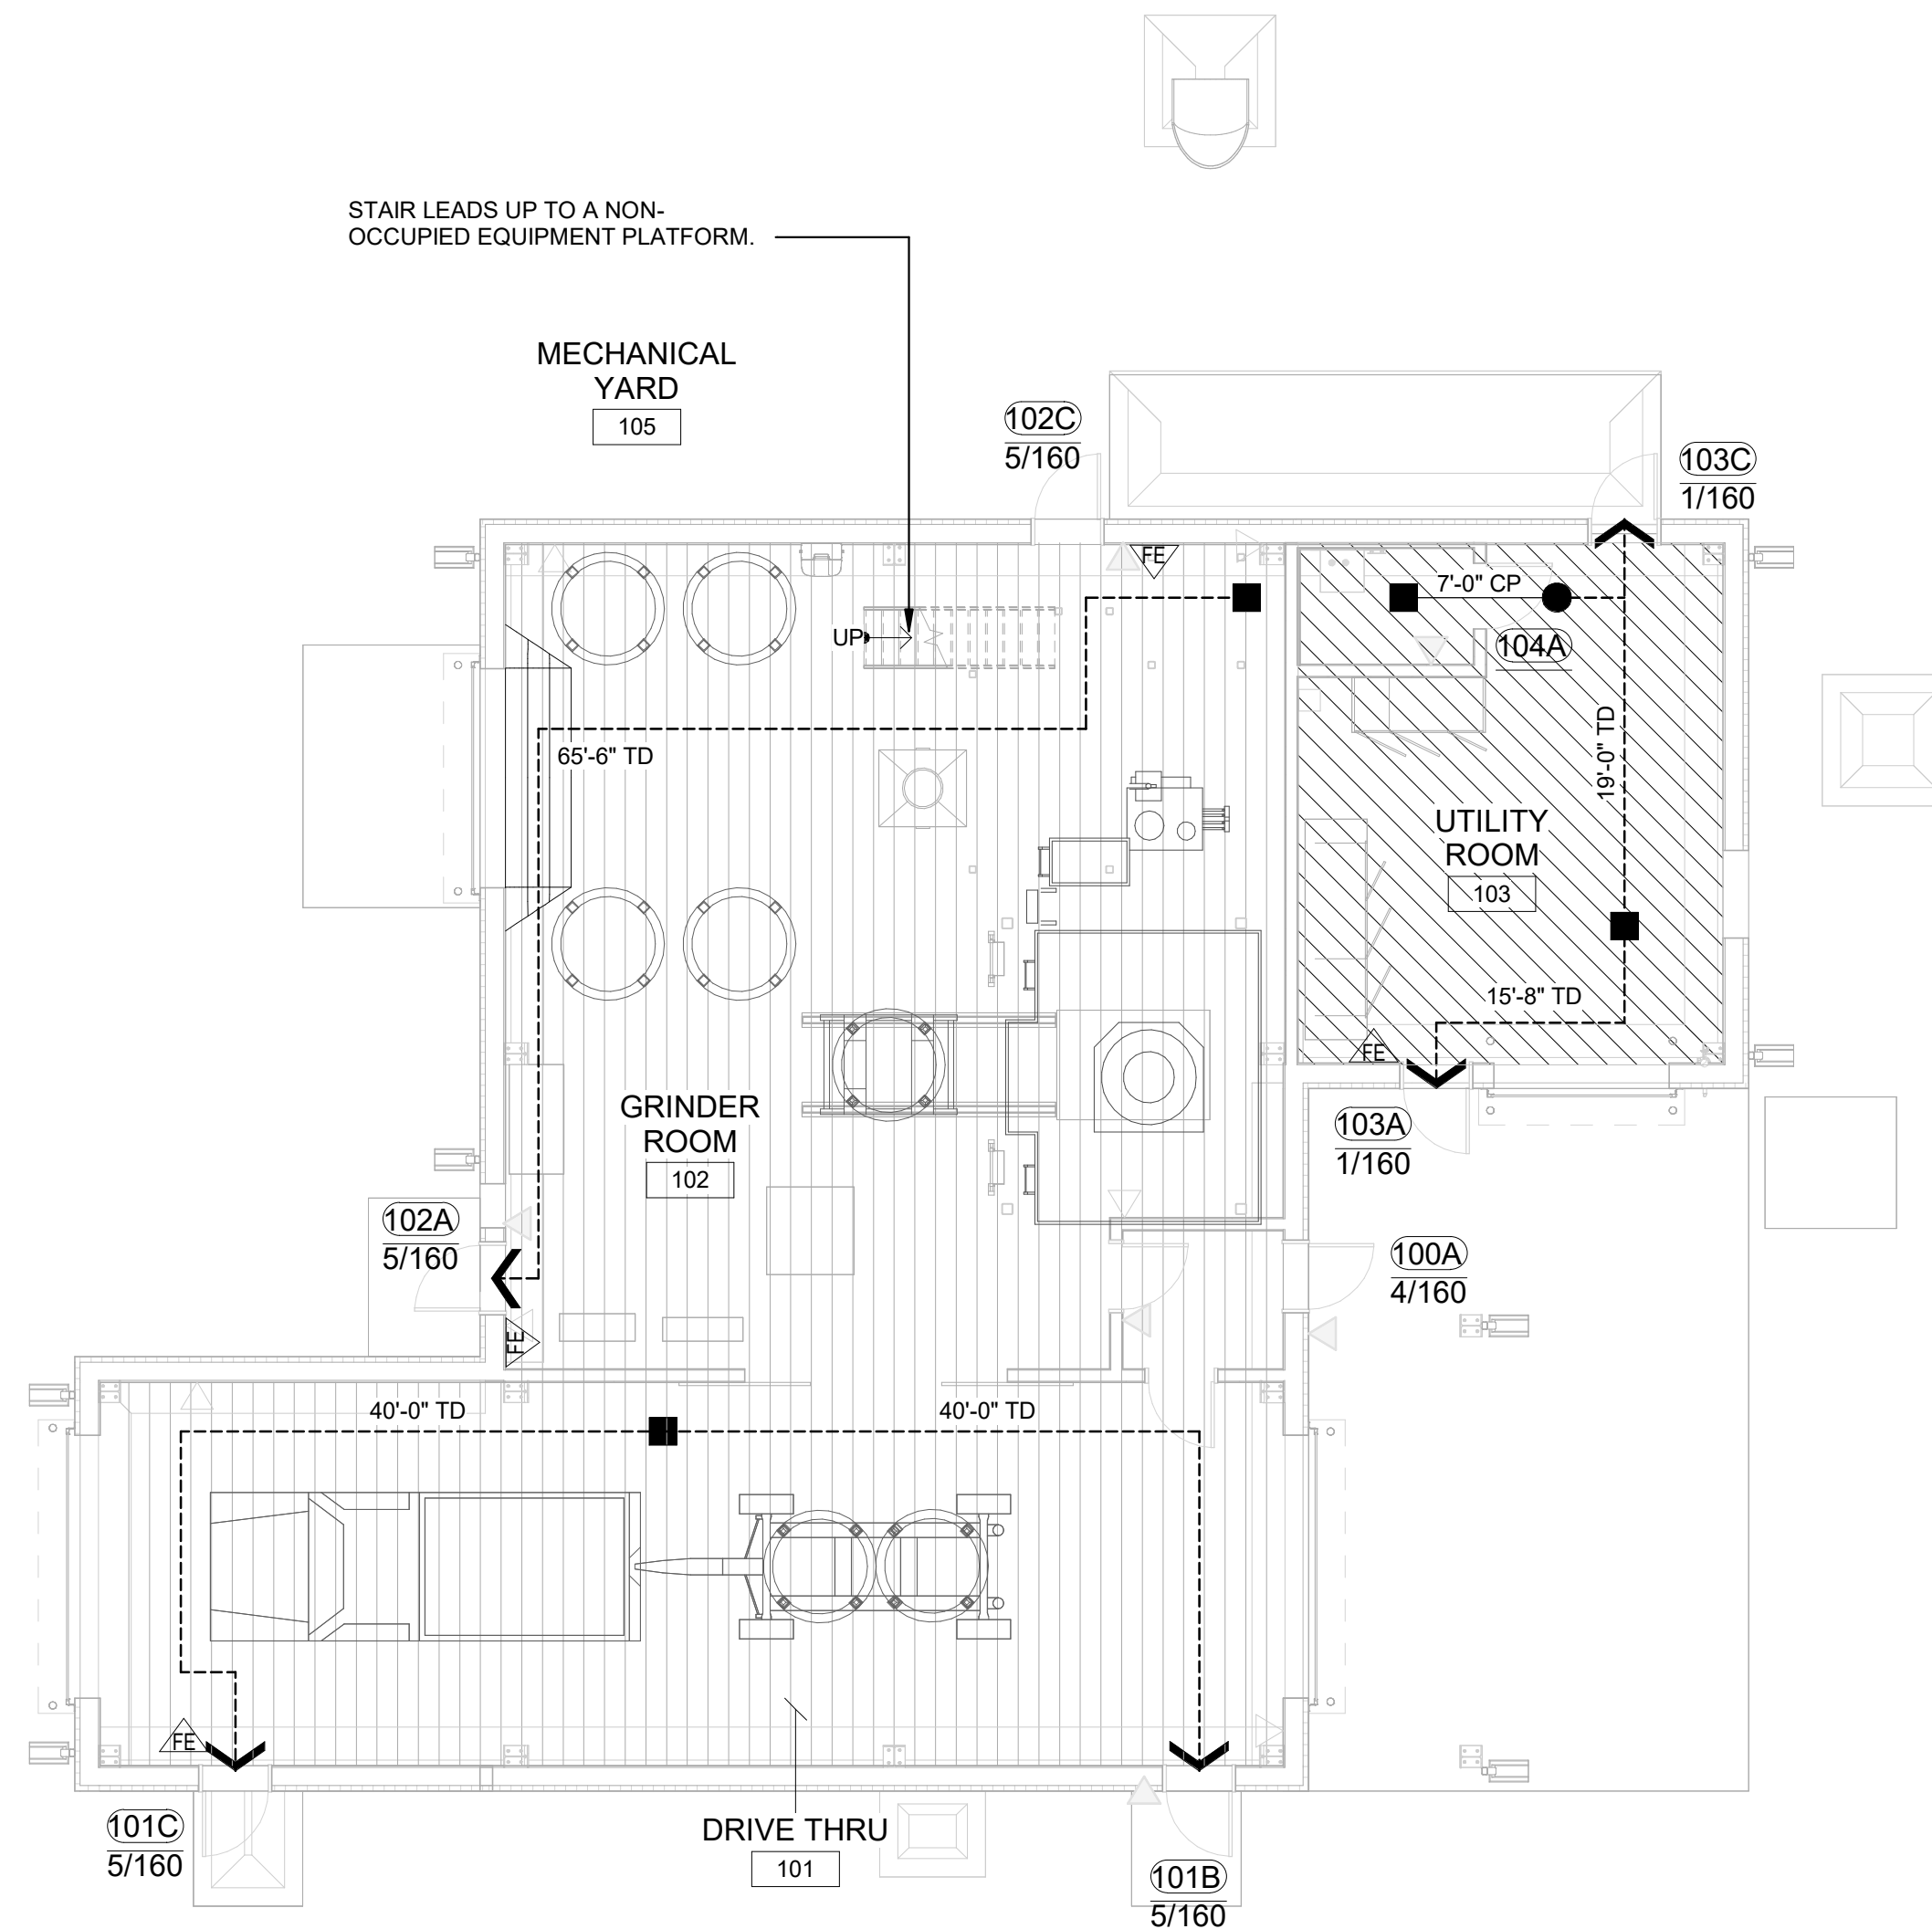 STAIR LEADS UP TO A NON-
OCCUPIED EQUIPMENT PLATFORM.
MECHANICAL
YARD
105
102C
5/160
103C
1/160
FE
7'-0" CP
UP
104A
65'-6" TD
19'-0" TD
UTILITY
ROOM
103
15'-8" TD
FE
GRINDER
ROOM
102
103A
1/160
102A
5/160
100A
4/160
FE
40'-0" TD
40'-0" TD
FE
101C
5/160
DRIVE THRU
101
101B
5/160